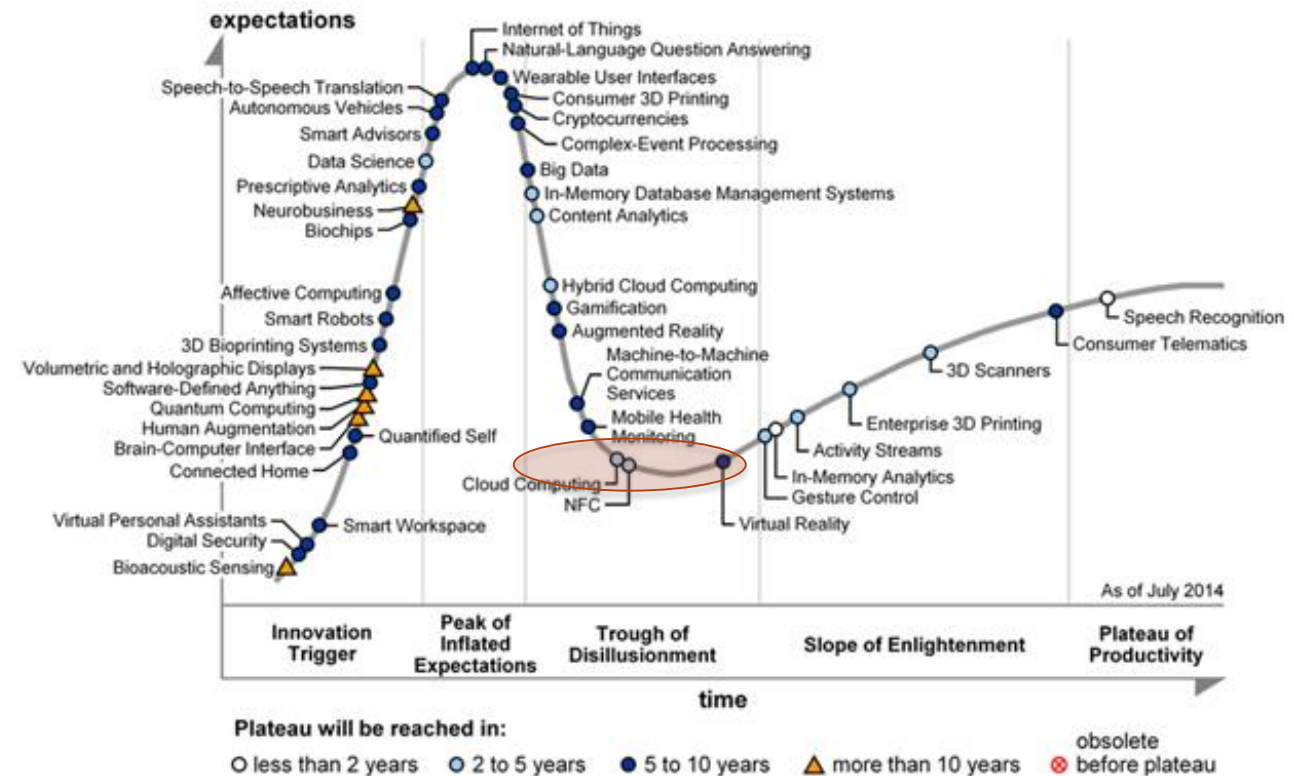 expectations
Internet of Things
Natural-Language Question Answering
Wearable User Interfaces
Speech-to-Speech Translation
Consumer 3D Printing
Autonomous Vehicles
Cryptocurrencies
Smart Advisors
Complex-Event Processing
Data Science
Big Data
Prescriptive Analytics
In-Memory Database Management Systems
Neurobusiness
Content Analytics
Biochips
Hybrid Cloud Computing
Affective Computing
Gamification
Smart Robots
Augmented Reality
3D Bioprinting Systems
Machine-to-Machine
Communication
Services
Volumetric and Holographic Displays
Software-Defined Anything
Quantum Computing
Human Augmentation
Brain-Computer Interface
Connected Home
Quantified Self
Mobile Health
Monitoring
Cloud Computing
NFC
Virtual Reality
Speech Recognition
Consumer Telematics
3D Scanners
Enterprise 3D Printing
Activity Streams
In-Memory Analytics
Gesture Control
Virtual Personal Assistants
Smart Workspace
Digital Security
Bioacoustic Sensing
As of July 2014
Innovation
Trigger
Peak of
Inflated
Expectations
Trough of
Disillusionment
Slope of Enlightenment
Plateau of
Productivity
time
Plateau will be reached in:
less than 2 years
2 to 5 years
5 to 10 years
more than 10 years
obsolete
before plateau